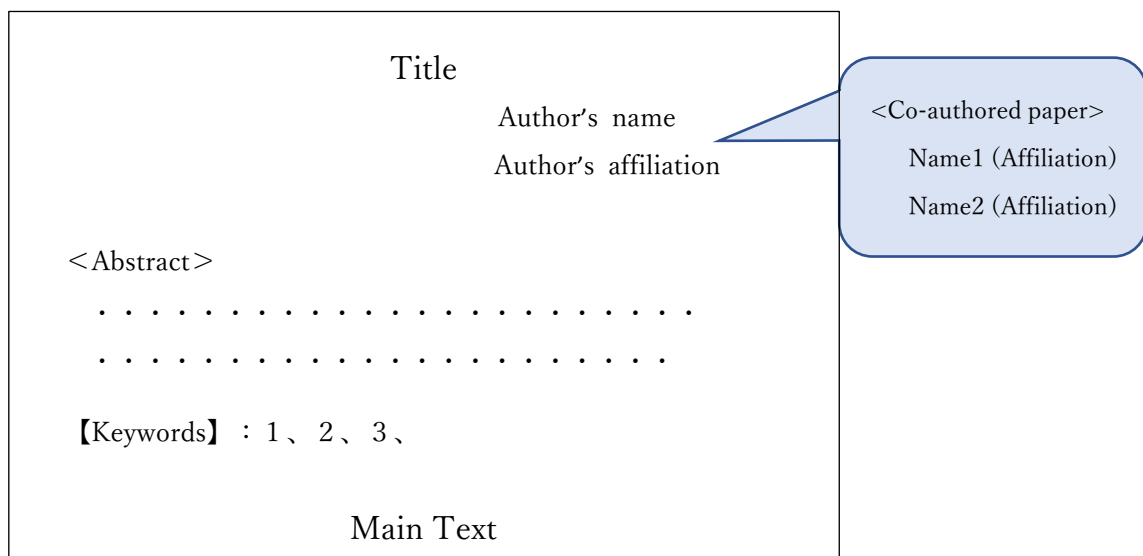 Title
Author's name
Author's affiliation
<Co-authored paper>
Name1 (Affiliation)
Name2 (Affiliation)
＜Abstract＞
・・・・・・・・・・・・・・・・・・・・・・・
・・・・・・・・・・・・・・・・・・・・・・
【Keywords】：１、２、３、
Main Text